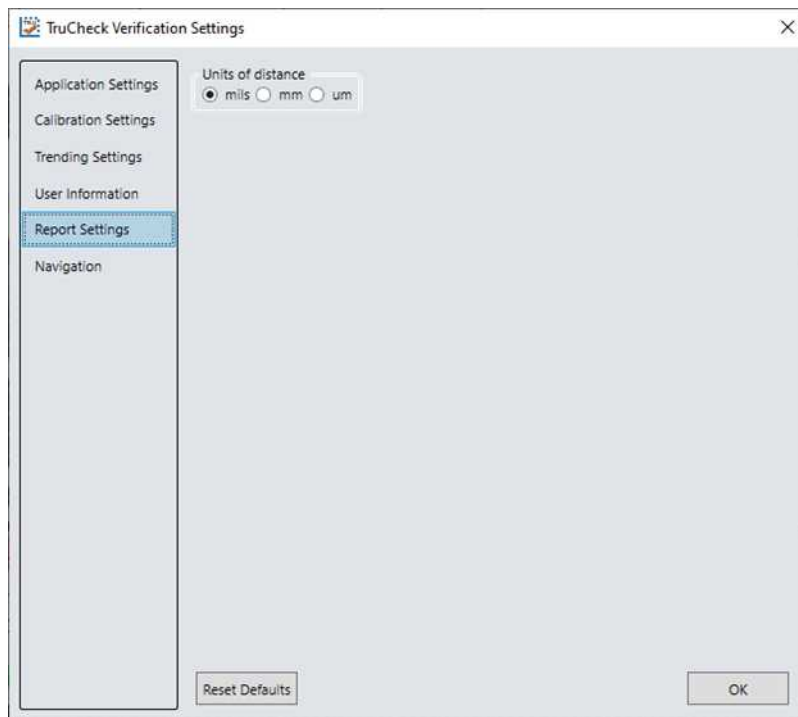 TruCheck Verification Settings
Application Settings
Calibration Settings
Trending Settings
User Information
Report Settings
Navigation
Units of distance
mils mm um
Reset Defaults
OK